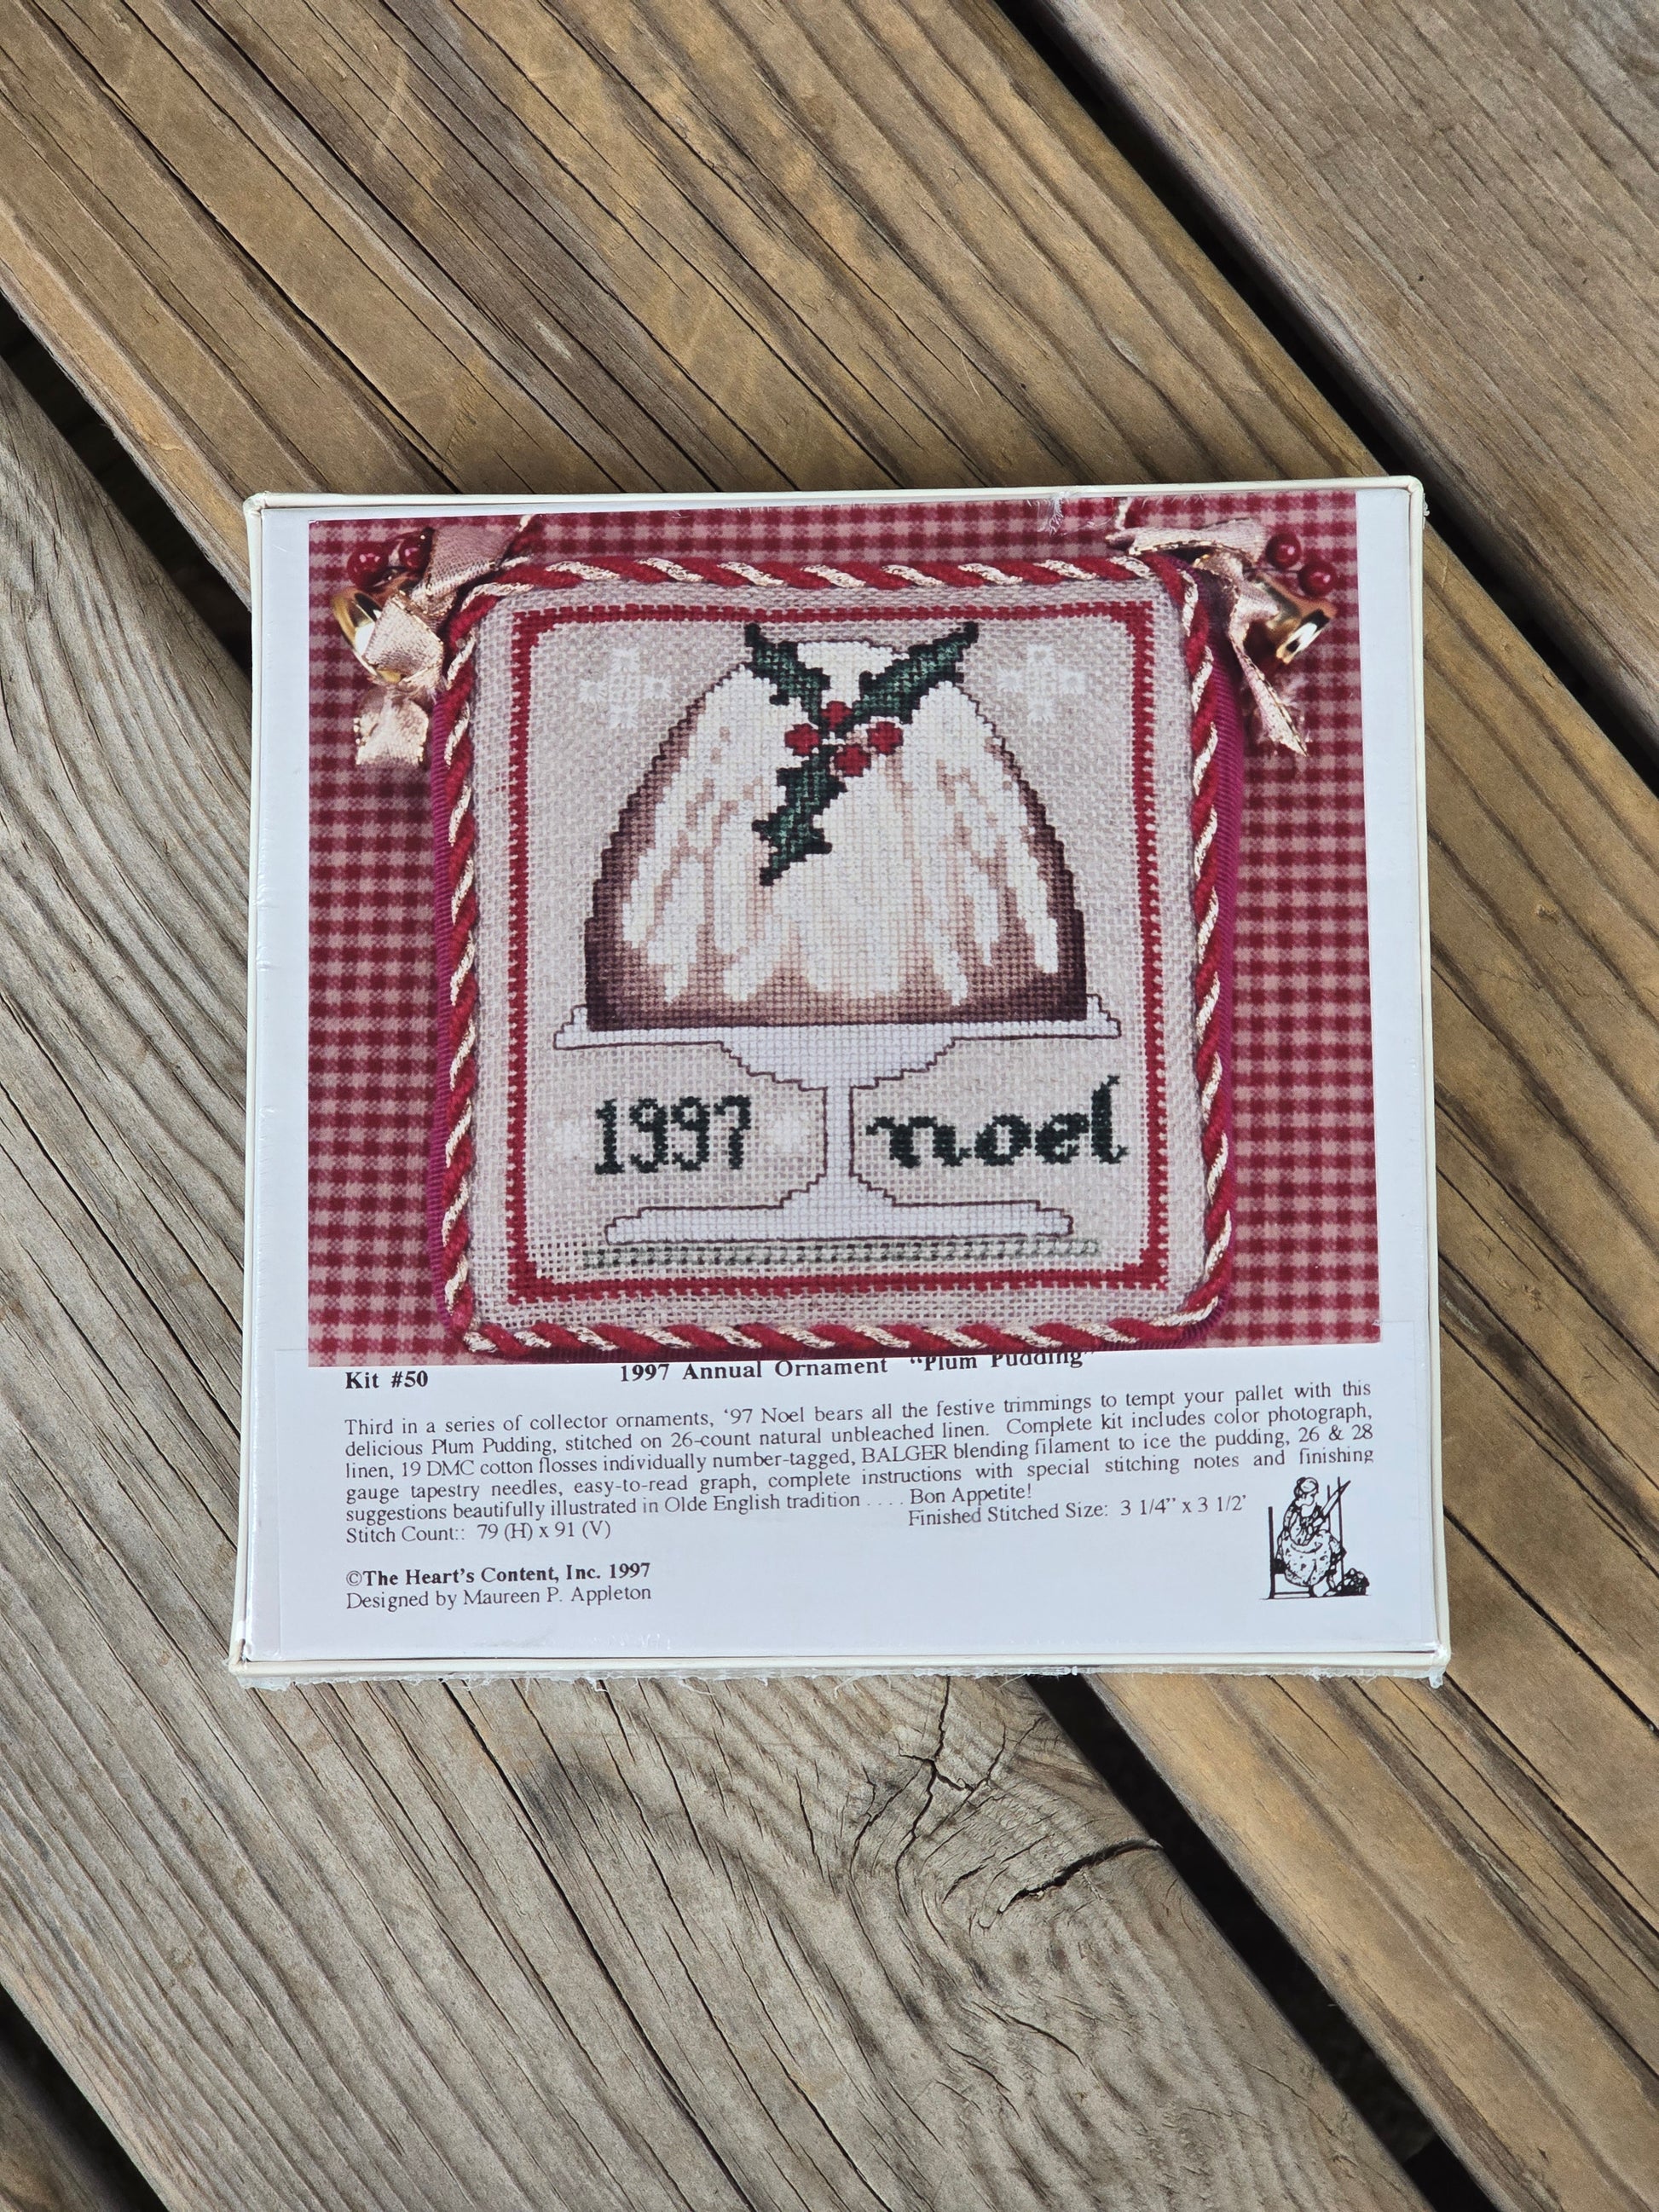 1997
noel
Kit #50
1997 Annual Ornament "Plum Pudding"
Third in a series of collector ornaments, '97 Noel bears all the festive trimmings to tempt your pallet with this
delicious Plum Pudding, stitched on 26-count natural unbleached linen. Complete kit includes color photograph,
linen, 19 DMC cotton flosses individually number-tagged, BALGER blending filament to ice the pudding, 26 & 28
gauge tapestry needles, easy-to-read graph, complete instructions with special stitching notes and finishing
suggestions beautifully illustrated in Olde English tradition . . . . Bon Appetite!
Stitch Count:: 79 (H) x 91 (V)
Finished Stitched Size: 3 1/4" x 3 1/2'
©The Heart's Content, Inc. 1997
Designed by Maureen P. Appleton